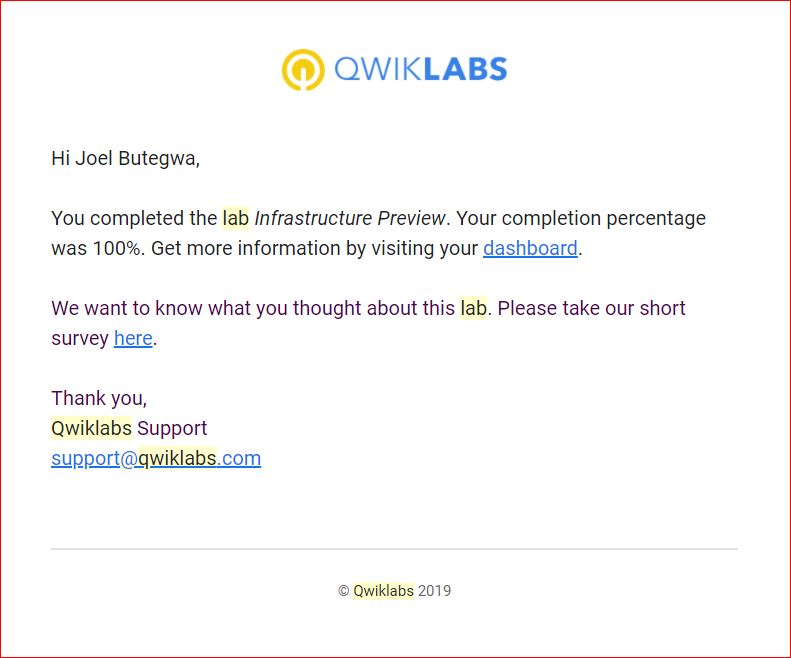 QWIKLABS
Hi Joel Butegwa,
You completed the lab Infrastructure Preview. Your completion percentage
was 100%. Get more information by visiting your dashboard.
We want to know what you thought about this lab. Please take our short
survey here.
Thank you,
Qwiklabs Support
support@qwiklabs.com
© Qwiklabs 2019